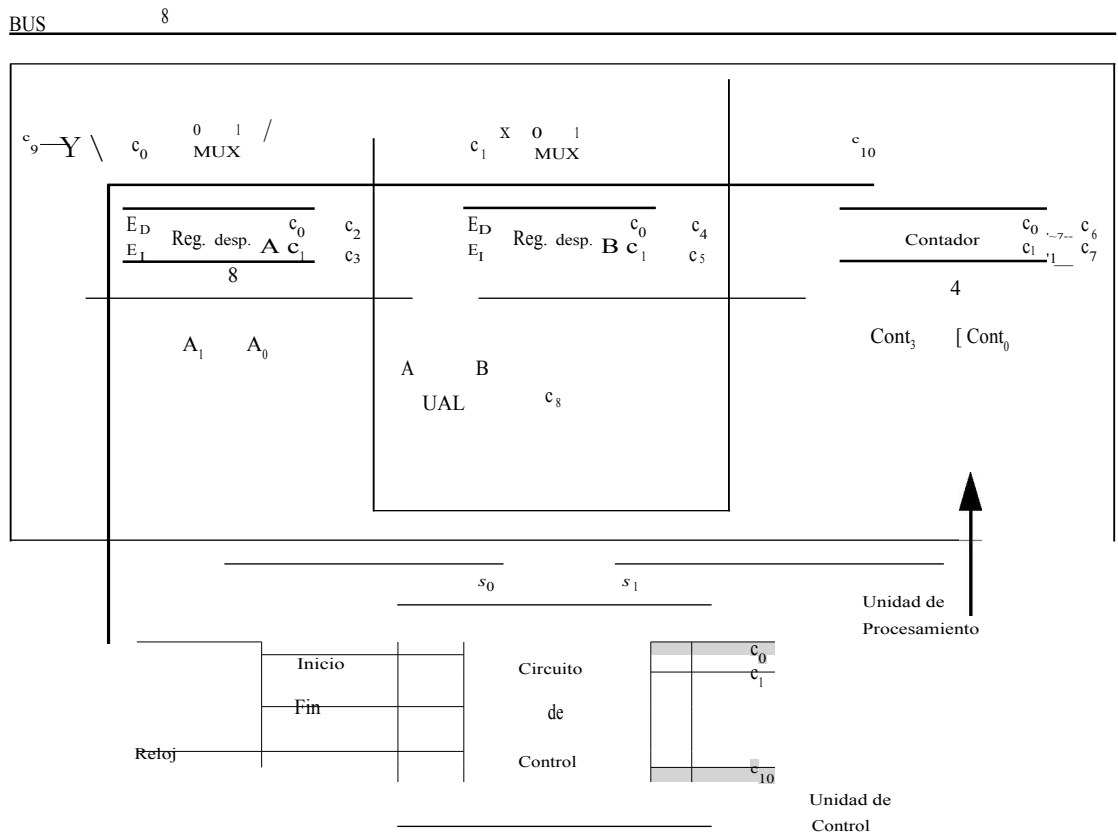 BUS 8
c9 Y \ c0 0 1 / c1 X 0 1 c10
MUX MUX
ED Reg. desp. A c0 c2 ED Reg. desp. B c0 c4 Contador c0 c6
EI c1 c3 EI c1 c5 c1 c7
8 4
A1 A0 Cont3 [ Cont0
A B
UAL c8
s0 s1
Unidad de
Procesamiento
Inicio Circuito c0
c1
Fin de
Reloj Control c10
Unidad de
Control